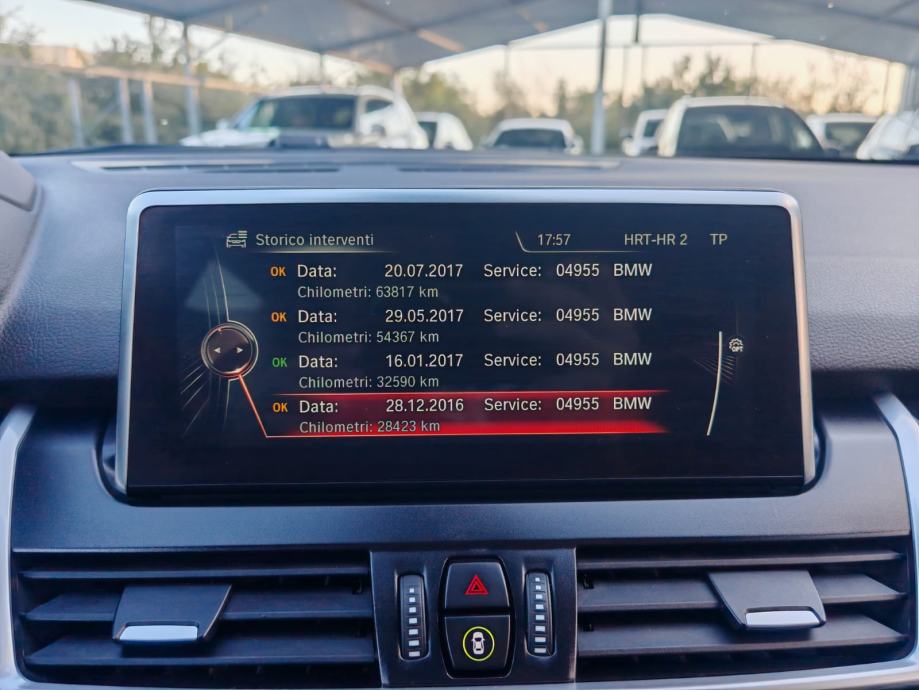 Storico interventi 17:57 HRT-HR 2 TP
OK Data: 20.07.2017 Service: 04955 BMW
Chilometri: 63817 km
OK Data: 29.05.2017 Service: 04955 BMW
Chilometri: 54367 km
OPT
OK Data: 16.01.2017 Service: 04955 BMW
Chilometri: 32590 km
OK Data: 28.12.2016 Service: 04955 BMW
Chilometri: 28423 km